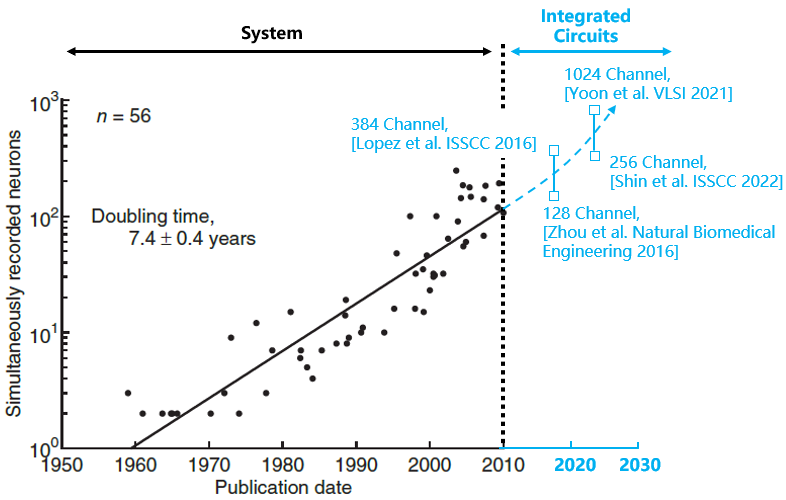 System
Integrated
Circuits
1024 Channel,
[Yoon et al. VLSI 2021]
10³
n = 56
384 Channel,
[Lopez et al. ISSCC 2016]
256 Channel,
[Shin et al. ISSCC 2022]
10²
Doubling time,
7.4 ± 0.4 years
128 Channel,
[Zhou et al. Natural Biomedical
Engineering 2016]
10¹
10⁰
Simultaneously recorded neurons
1950 1960 1970 1980 1990 2000 2010 2020 2030
Publication date